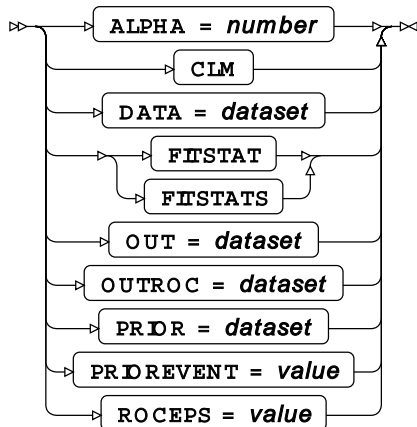 ALPHA = number
CLM
DATA = dataset
FITSTAT
FITSTATS
OUT = dataset
OUTROC = dataset
PRIOR = dataset
PRIOREVENT = value
ROCEPS = value